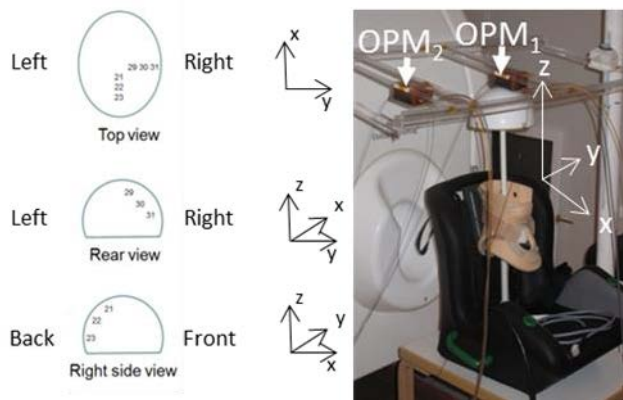 Left
Right
29 30 31
21
22
23
Top view
x
y
Left
Right
29
30
31
Rear view
z
x
y
Back
Front
21
22
23
Right side view
z
y
x
OPM2
OPM1
z
y
x